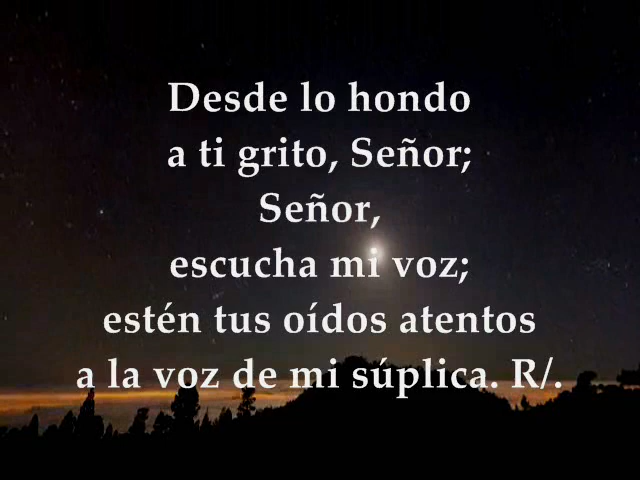 Desde lo hondo
a ti grito, Señor;
Señor,
escucha mi voz;
estén tus oídos atentos
a la voz de mi súplica. R/.